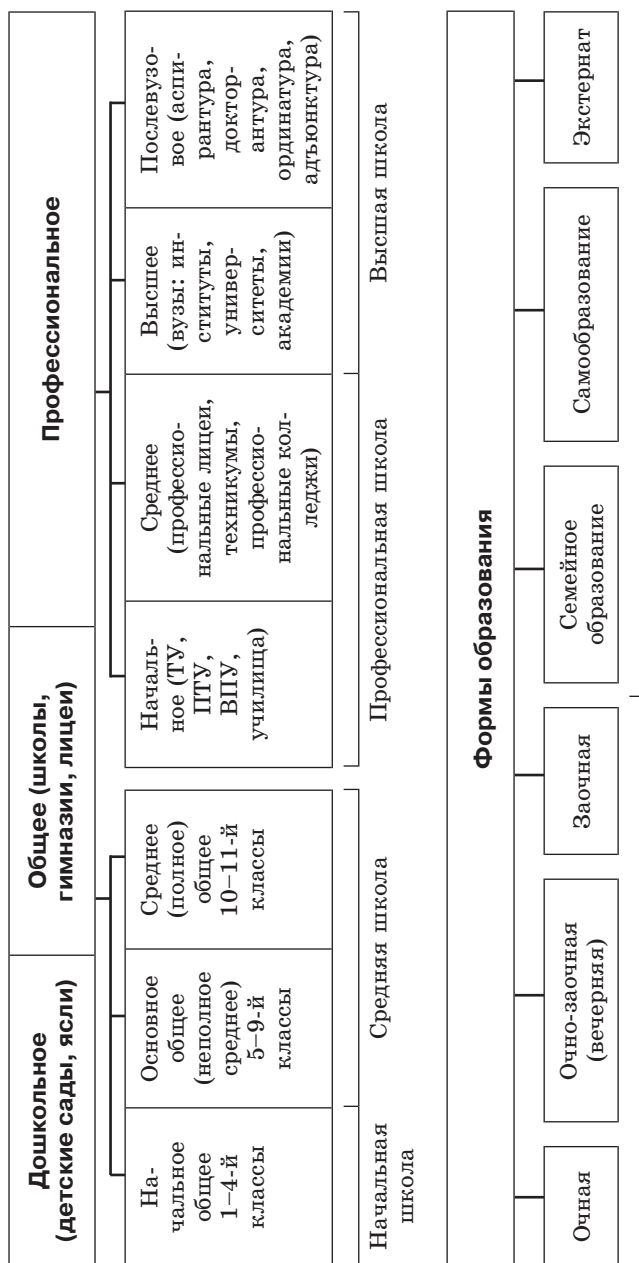 Дошкольное
(детские сады, ясли)
Общее (школы,
гимназии, лицеи)
Профессиональное
На-
чальное
общее
1–4-й
классы
Основное
общее
(неполное
среднее)
5–9-й
классы
Среднее
(полное)
общее
10–11-й
классы
Началь-
ное (ТУ,
ПТУ,
ВПУ,
училища)
Среднее
(профессио-
нальные лицеи,
техникумы,
профессио-
нальные кол-
леджи)
Высшее
(вузы: ин-
ституты,
универ-
ситеты,
академии)
Послевузо-
вое (аспи-
рантура,
доктор-
антура,
ординатура,
адъюнктура)
Начальная
школа
Средняя школа
Профессиональная школа
Высшая школа
Формы образования
Очная
Очно-заочная
(вечерняя)
Заочная
Семейное
образование
Самообразование
Экстернат